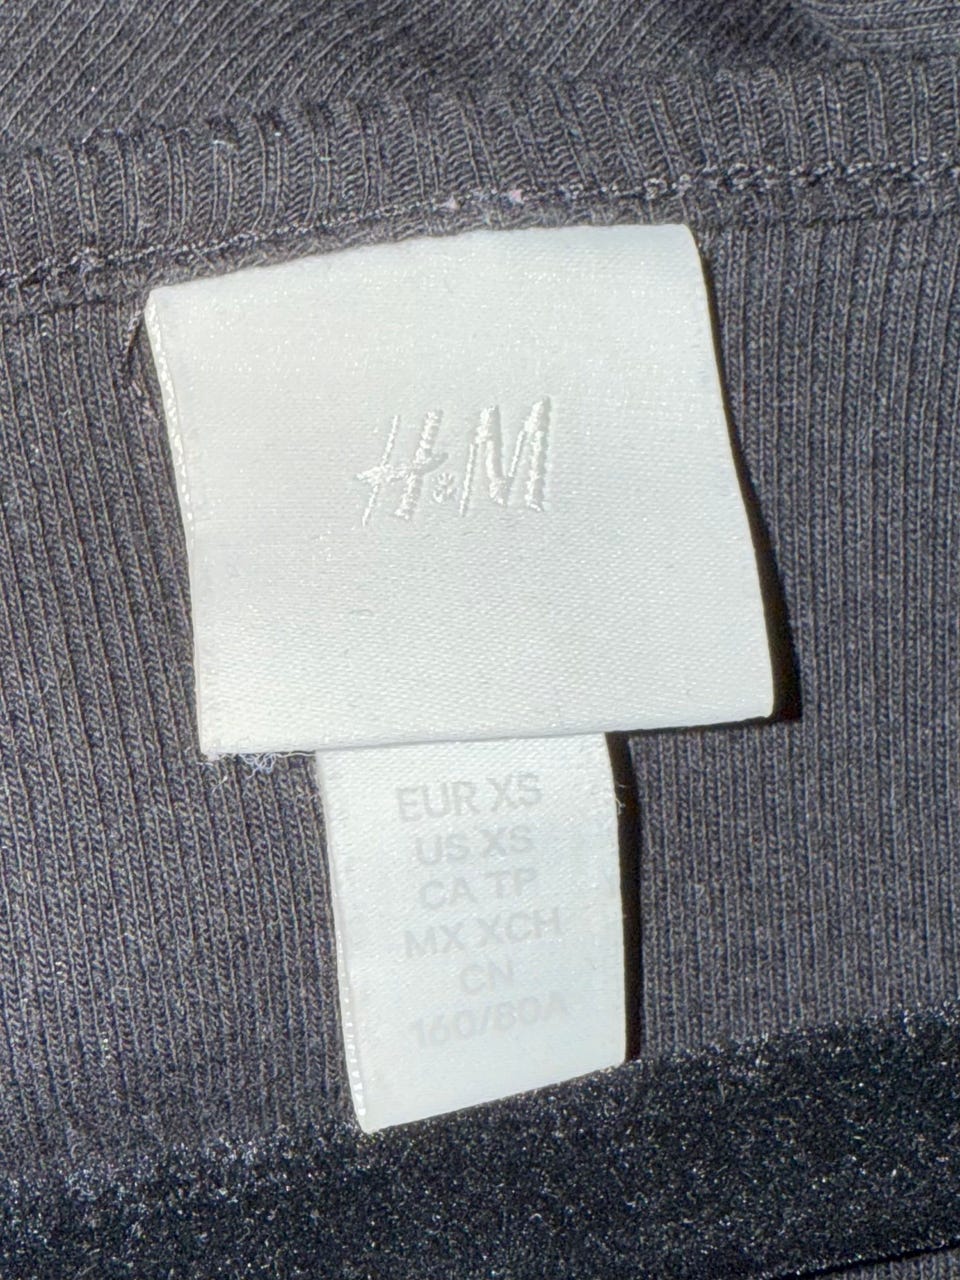 H&M
EUR XS
US XS
CA TP
MX XCH
CN
160/80A